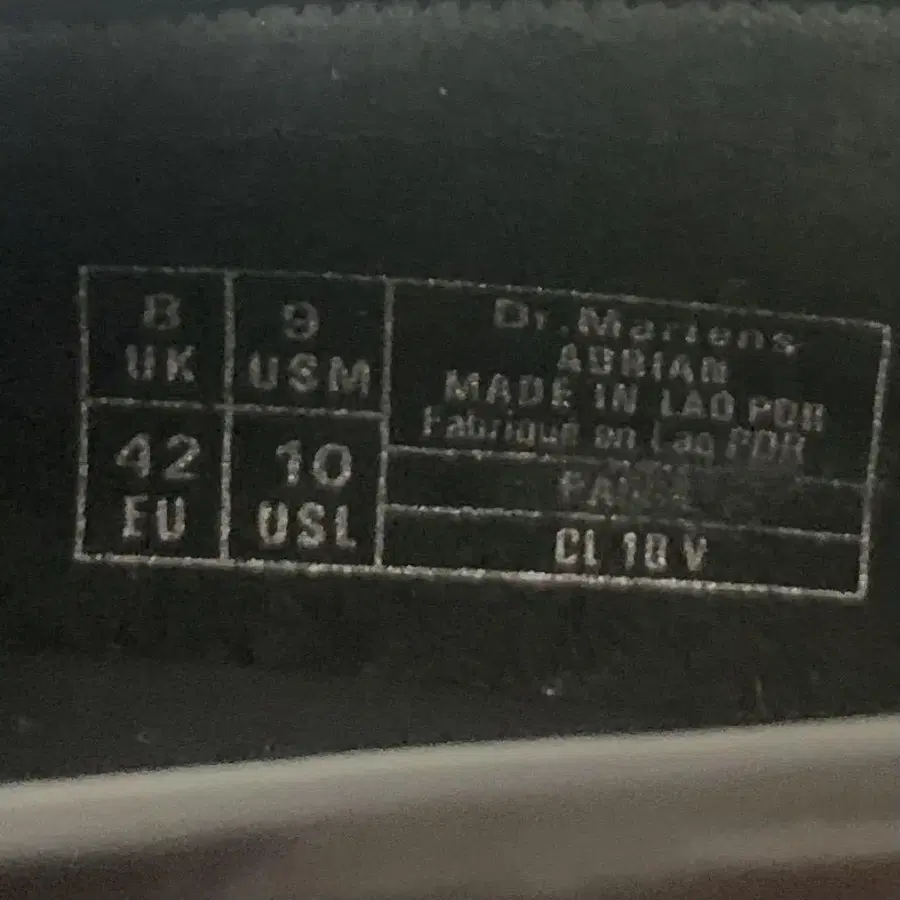 8
UK
9
USM
42
EU
10
USL
Dr. Martens
ADRIAN
MADE IN LAO PDR
Fabriqué en Lao PDR
CL 18 V